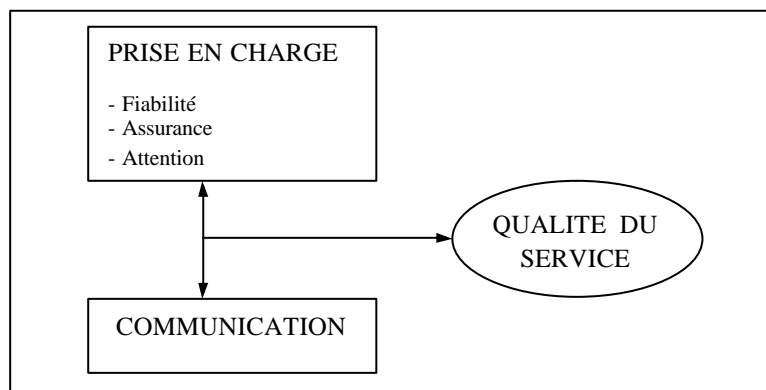 PRISE EN CHARGE
- Fiabilité
- Assurance
- Attention
QUALITE DU
SERVICE
COMMUNICATION